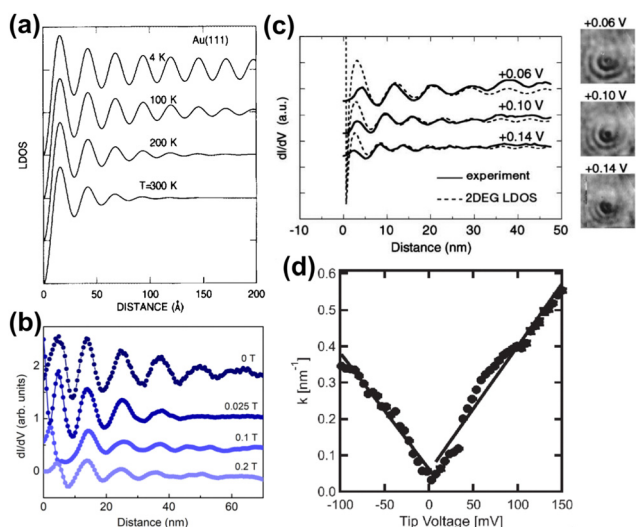 (a)
Au(111)
4 K
100 K
200 K
T=300 K
LDOS
0 50 100 150 200
DISTANCE (Å)
(b)
dI/dV (arb. units)
2
1
0
0 T
0.025 T
0.1 T
0.2 T
0 20 40 60
Distance (nm)
(c)
dI/dV (a.u.)
+0.06 V
+0.10 V
+0.14 V
experiment
2DEG LDOS
-10 0 10 20 30 40 50
Distance (nm)
+0.06 V
+0.10 V
+0.14 V
(d)
k [nm⁻¹]
0.6
0.5
0.4
0.3
0.2
0.1
0.0
-100 -50 0 50 100 150
Tip Voltage [mV]